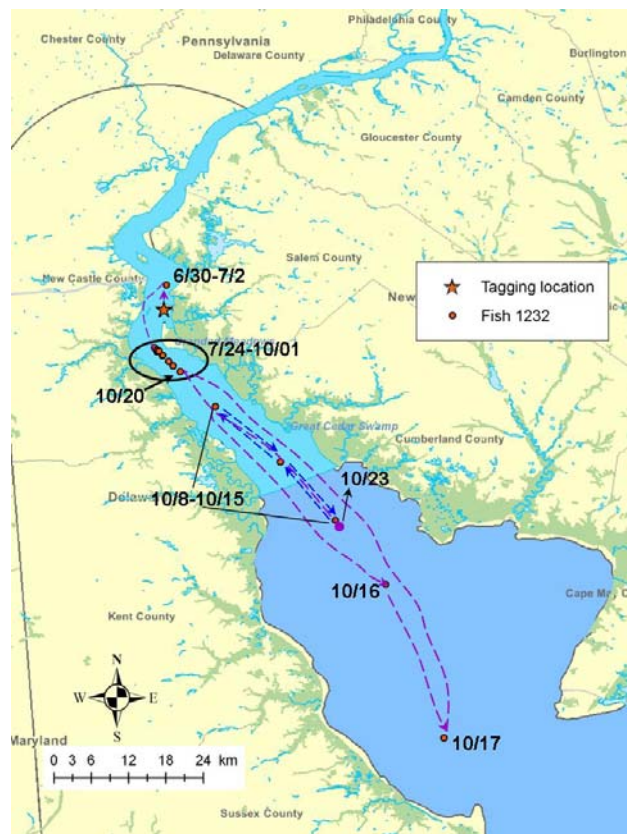 Philadelphia County
Chester County
Pennsylvania
Delaware County
Burlington
Camden County
Gloucester County
Salem County
New Castle County
6/30-7/2
Tagging location
Fish 1232
New
7/24-10/01
10/20
Great Cedar Swamp
Cumberland County
10/23
Delaw
10/8-10/15
10/16
Cape May C
Kent County
N
W
E
S
Maryland
10/17
0 3 6 12 18 24 km
Sussex County